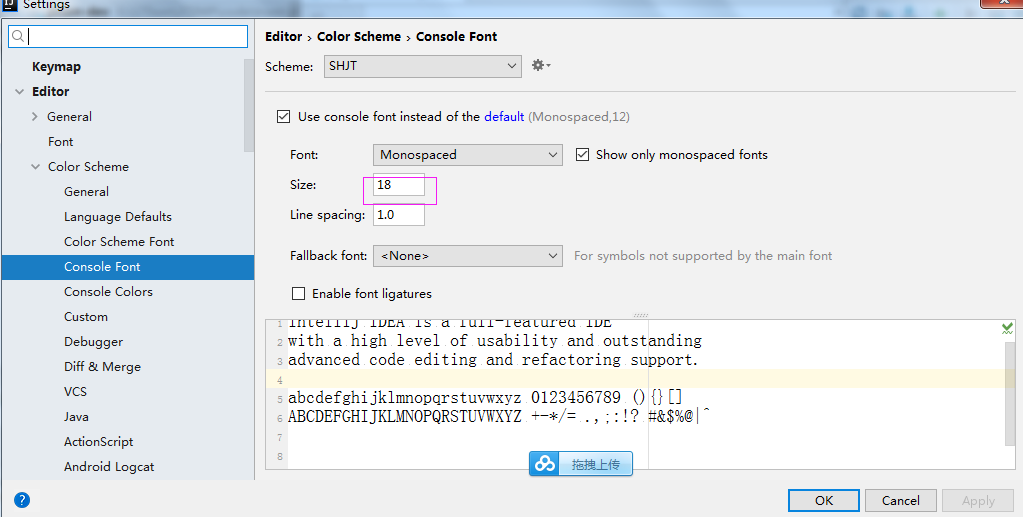 Settings
Editor › Color Scheme › Console Font
Scheme: SHJT
Keymap
Editor
General
Font
Color Scheme
General
Language Defaults
Color Scheme Font
Console Font
Console Colors
Custom
Debugger
Diff & Merge
VCS
Java
ActionScript
Android Logcat
Use console font instead of the default (Monospaced,12)
Font: Monospaced Show only monospaced fonts
Size: 18
Line spacing: 1.0
Fallback font: <None> For symbols not supported by the main font
Enable font ligatures
1 IntelliJ IDEA is a full-featured IDE
2 with a high level of usability and outstanding
3 advanced code editing and refactoring support.
4
5 abcdefghijklmnopqrstuvwxyz 0123456789 (){}[]
6 ABCDEFGHIJKLMNOPQRSTUVWXYZ +-*/= .,;:!? #&$%@|^
7
8
拖拽上传
? OK Cancel Apply